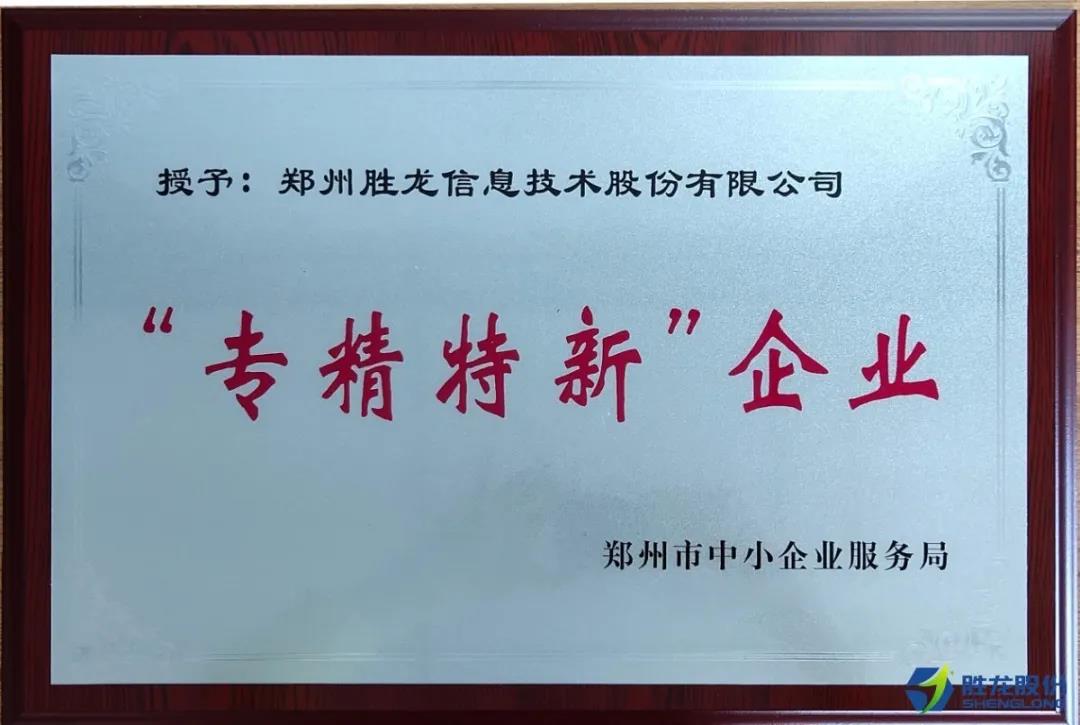 授予：郑州胜龙信息技术股份有限公司
“专精特新”企业
郑州市中小企业服务局
胜龙股份
SHENGLONG